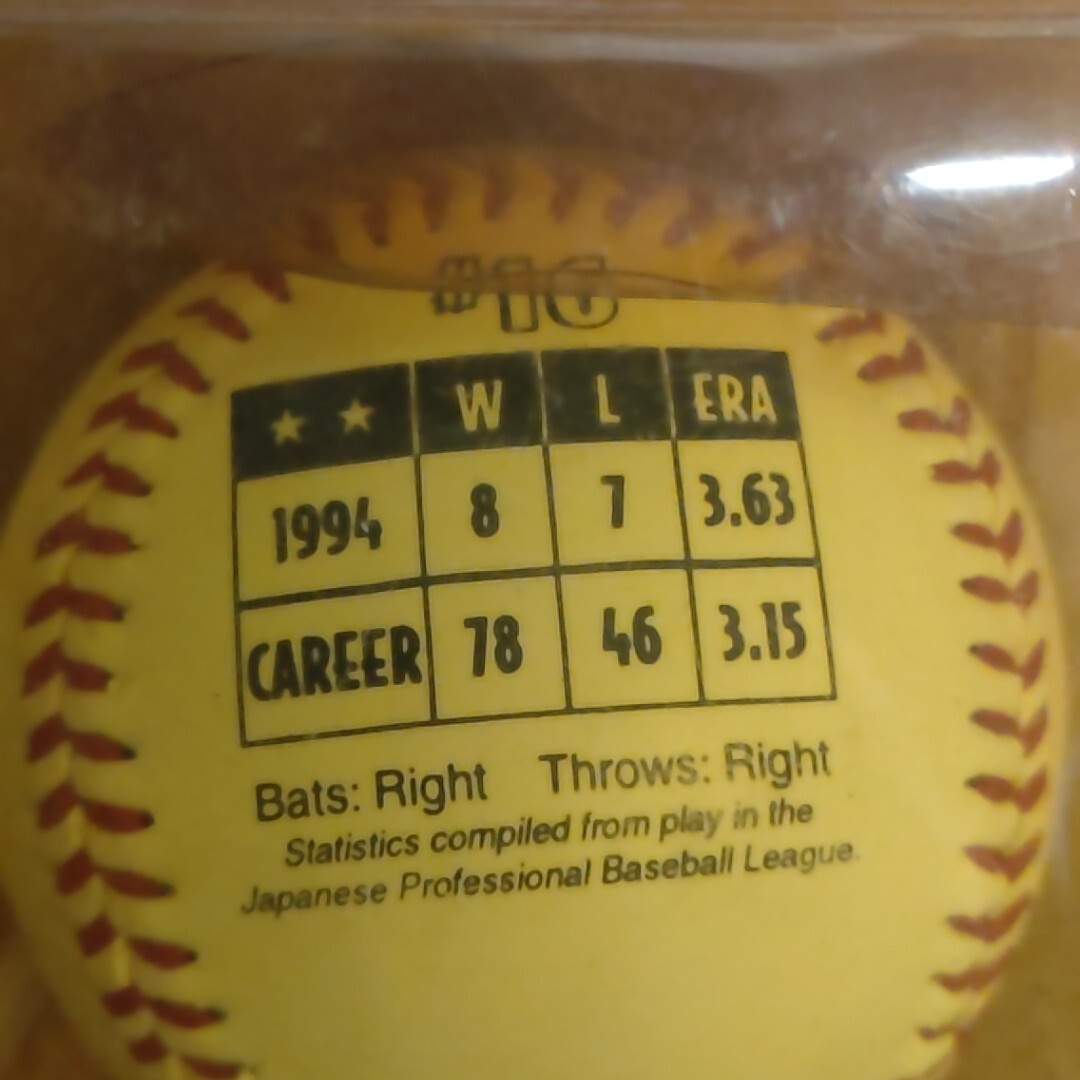 #16
★ ★ W L ERA
1994 8 7 3.63
CAREER 78 46 3.15
Bats: Right Throws: Right
Statistics compiled from play in the
Japanese Professional Baseball League.